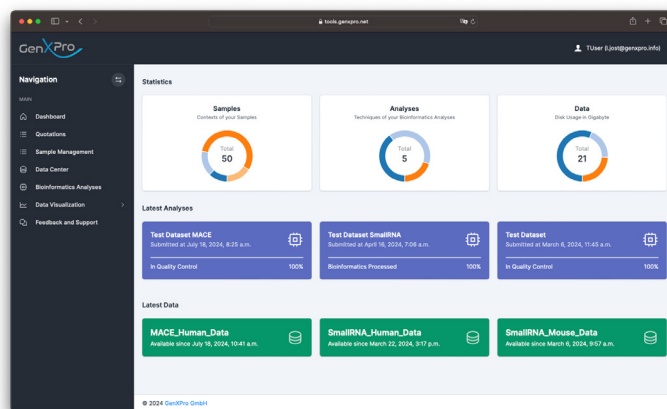 tools.genxpro.net
GenXPro
TUser (l.jost@genxpro.info)
Navigation
MAIN
Dashboard
Quotations
Sample Management
Data Center
Bioinformatics Analyses
Data Visualization
Feedback and Support
Statistics
Samples
Contexts of your Samples
Total
50
Analyses
Techniques of your Bioinformatics Analyses
Total
5
Data
Disk Usage in Gigabyte
Total
21
Latest Analyses
Test Dataset MACE
Submitted at July 18, 2024, 8:25 a.m.
In Quality Control 100%
Test Dataset SmallRNA
Submitted at April 18, 2024, 7:06 a.m.
Bioinformatics Processed 100%
Test Dataset
Submitted at March 6, 2024, 11:45 a.m.
In Quality Control 100%
Latest Data
MACE_Human_Data
Available since July 18, 2024, 10:41 a.m.
SmallRNA_Human_Data
Available since March 22, 2024, 3:17 p.m.
SmallRNA_Mouse_Data
Available since March 6, 2024, 9:57 a.m.
© 2024 GenXPro GmbH